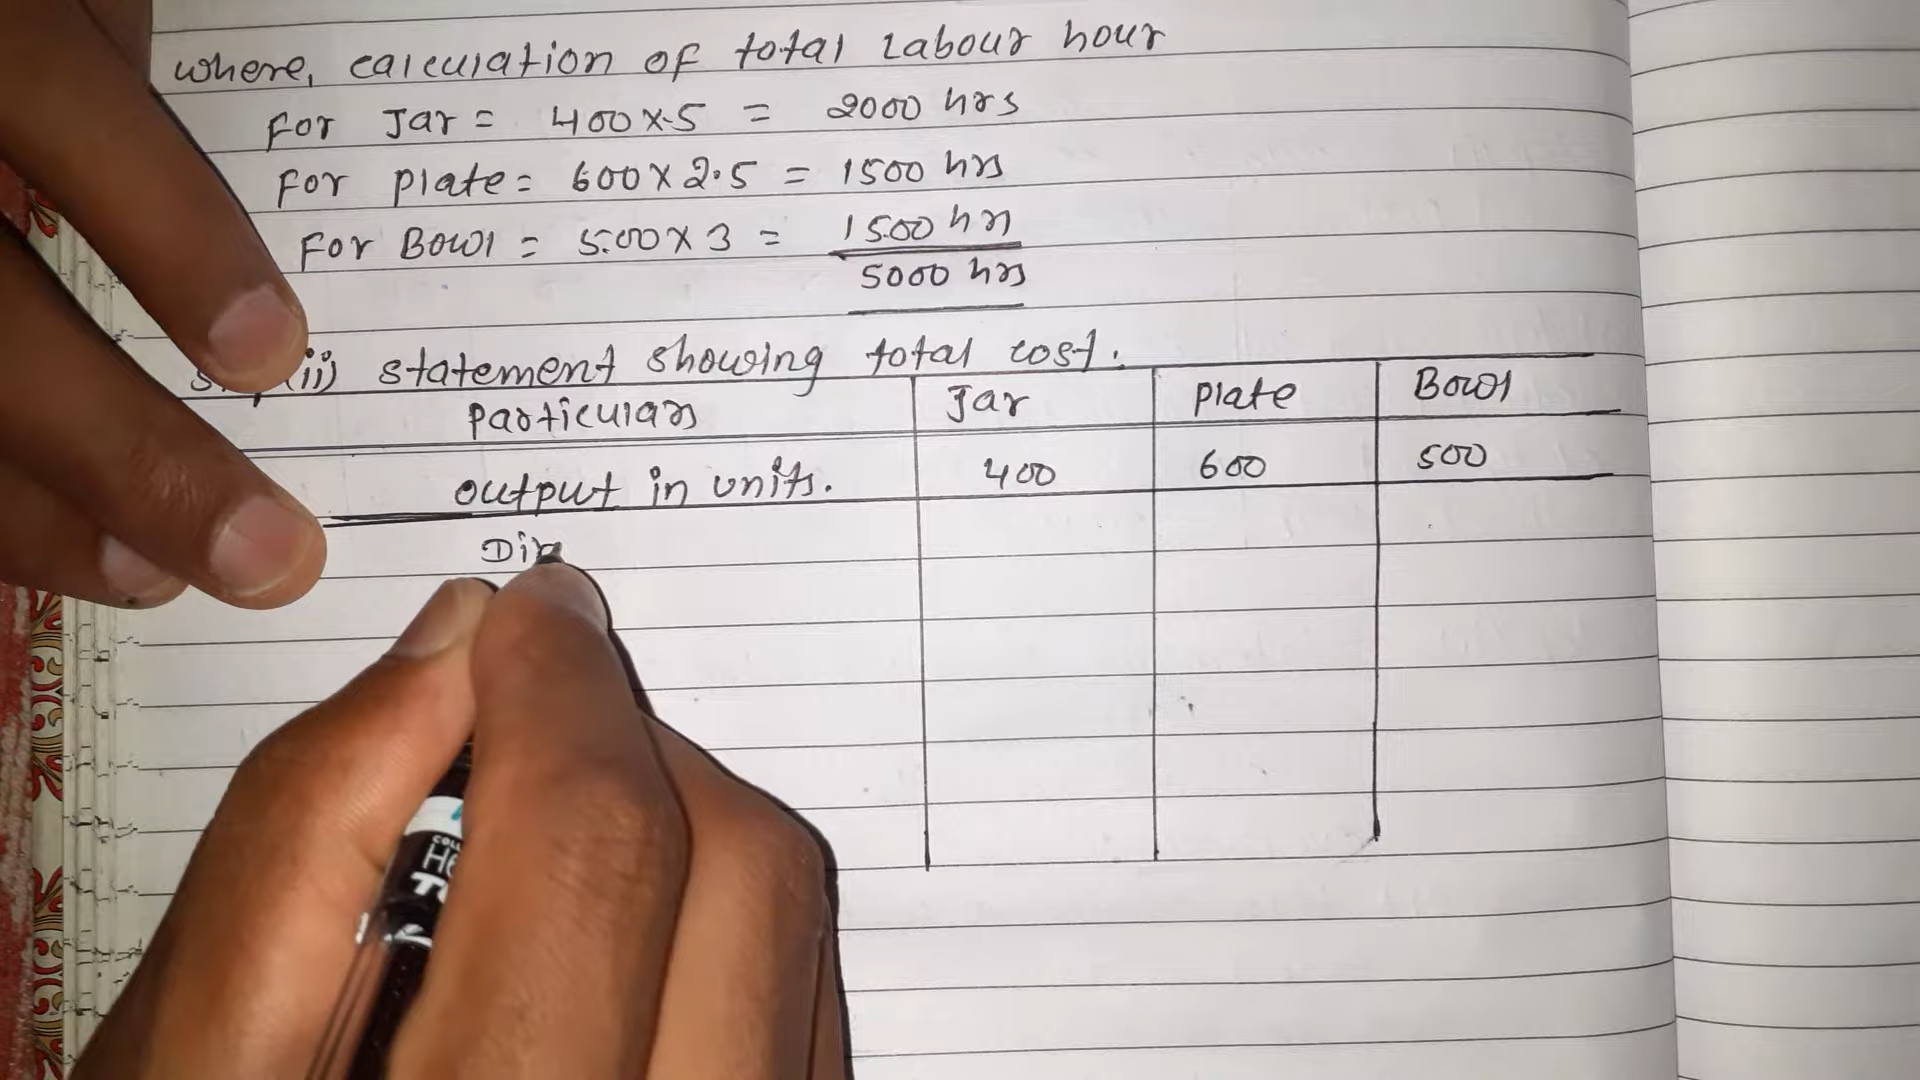 where, calculation of total labour hour
For Jar = 400 x 5 = 2000 hrs
For plate = 600 x 2.5 = 1500 hrs
For Bowl = 500 x 3 = 1500 hrs
5000 hrs
(ii) statement showing total cost.
particulars Jar Plate Bowl
output in units. 400 600 500
Dir